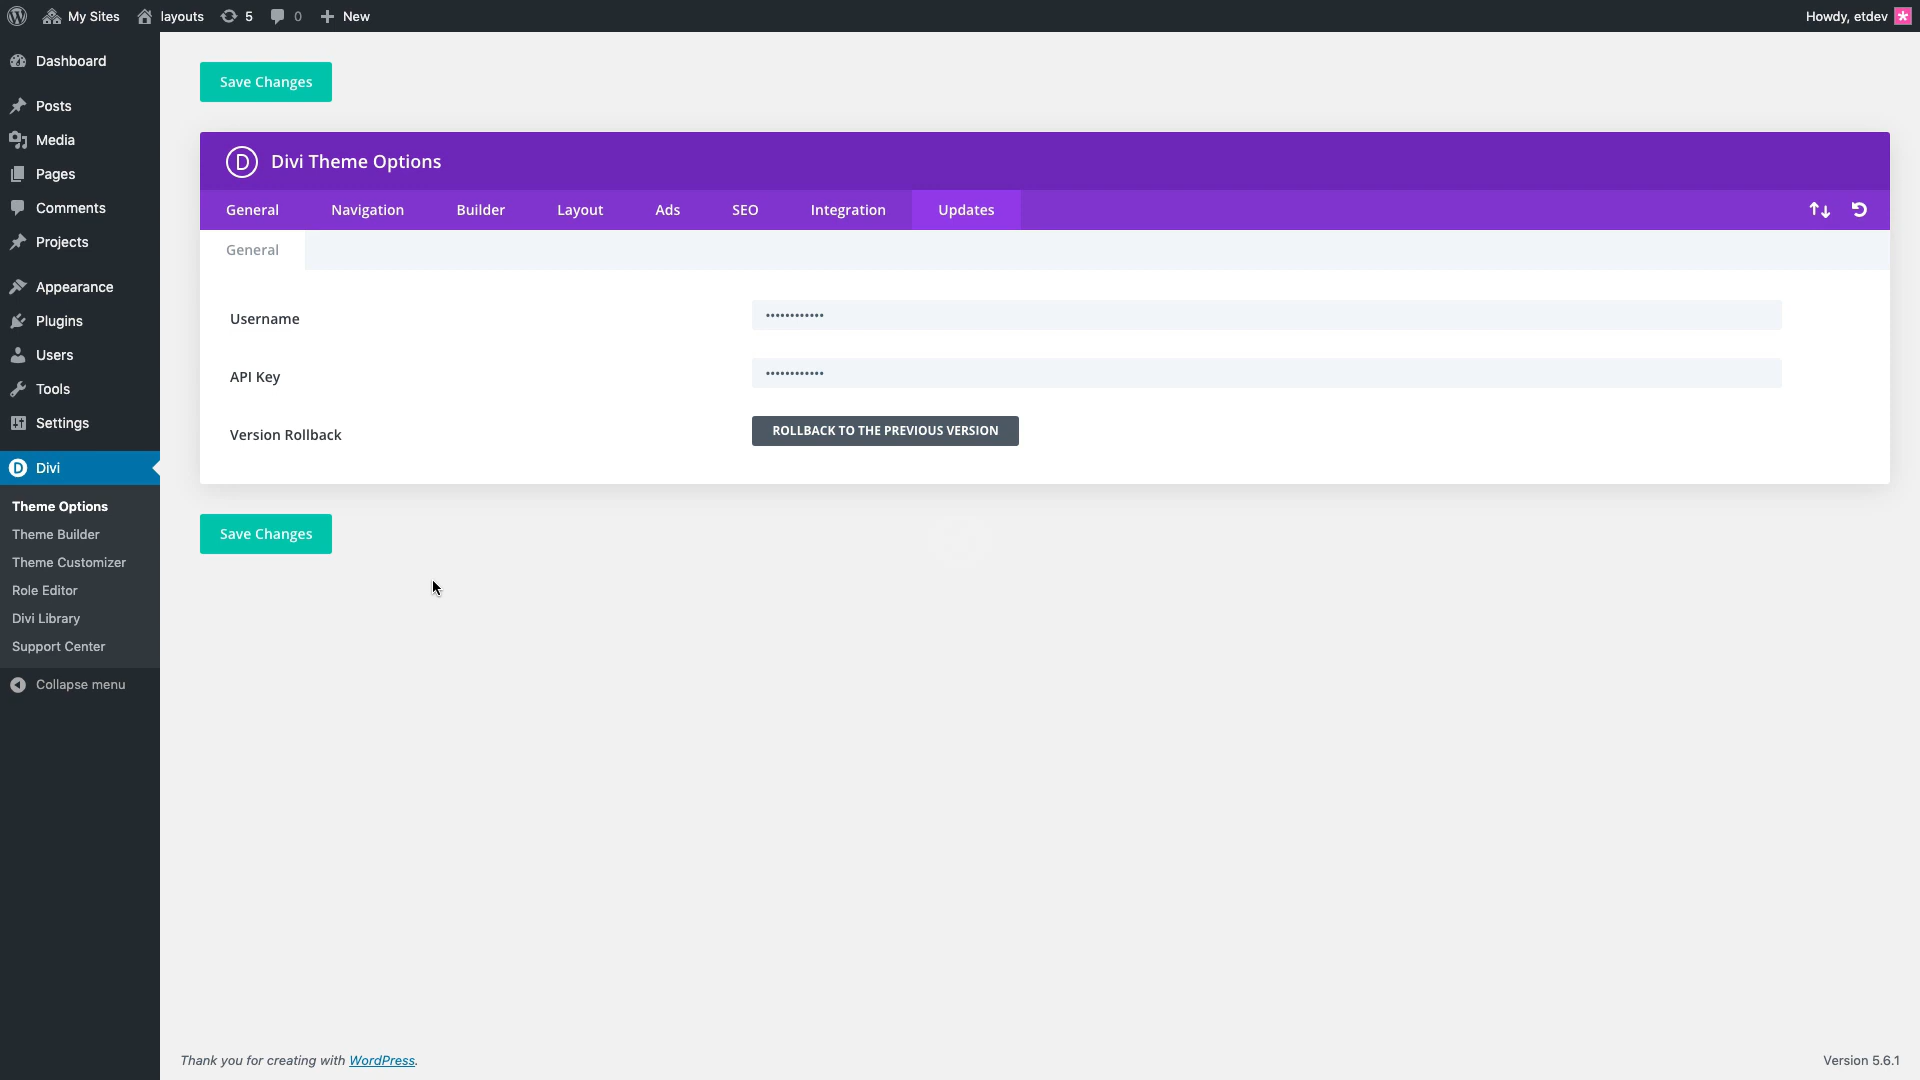 My Sites layouts 5 0 New Howdy, etdev
Dashboard
Posts
Media
Pages
Comments
Projects
Appearance
Plugins
Users
Tools
Settings
Divi
Theme Options
Theme Builder
Theme Customizer
Role Editor
Divi Library
Support Center
Collapse menu
Save Changes
D Divi Theme Options
General Navigation Builder Layout Ads SEO Integration Updates
General
Username ••••••••••••
API Key ••••••••••••
Version Rollback ROLLBACK TO THE PREVIOUS VERSION
Save Changes
Thank you for creating with WordPress. Version 5.6.1